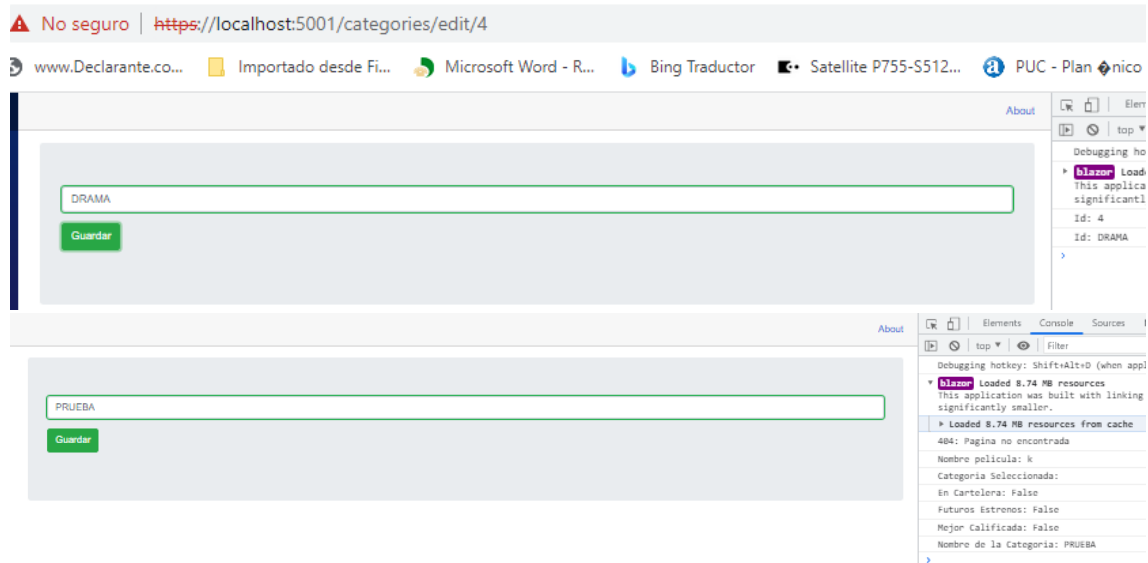 No seguro | https://localhost:5001/categories/edit/4
www.Declarante.co... Importado desde Fi... Microsoft Word - R... Bing Traductor Satellite P755-S512... PUC - Plan �nico
About
top
Debugging ho
DRAMA
blazor Load
This applica
significantl
Guardar
Id: 4
Id: DRAMA
About
Elements Console Sources
top Filter
Debugging hotkey: Shift+Alt+D (when appl
blazor Loaded 8.74 MB resources
This application was built with linking
significantly smaller.
PRUEBA
Loaded 8.74 MB resources from cache
Guardar
404: Pagina no encontrada
Nombre pelicula: k
Categoria Seleccionada:
En Cartelera: False
Futuros Estrenos: False
Mejor Calificada: False
Nombre de la Categoria: PRUEBA